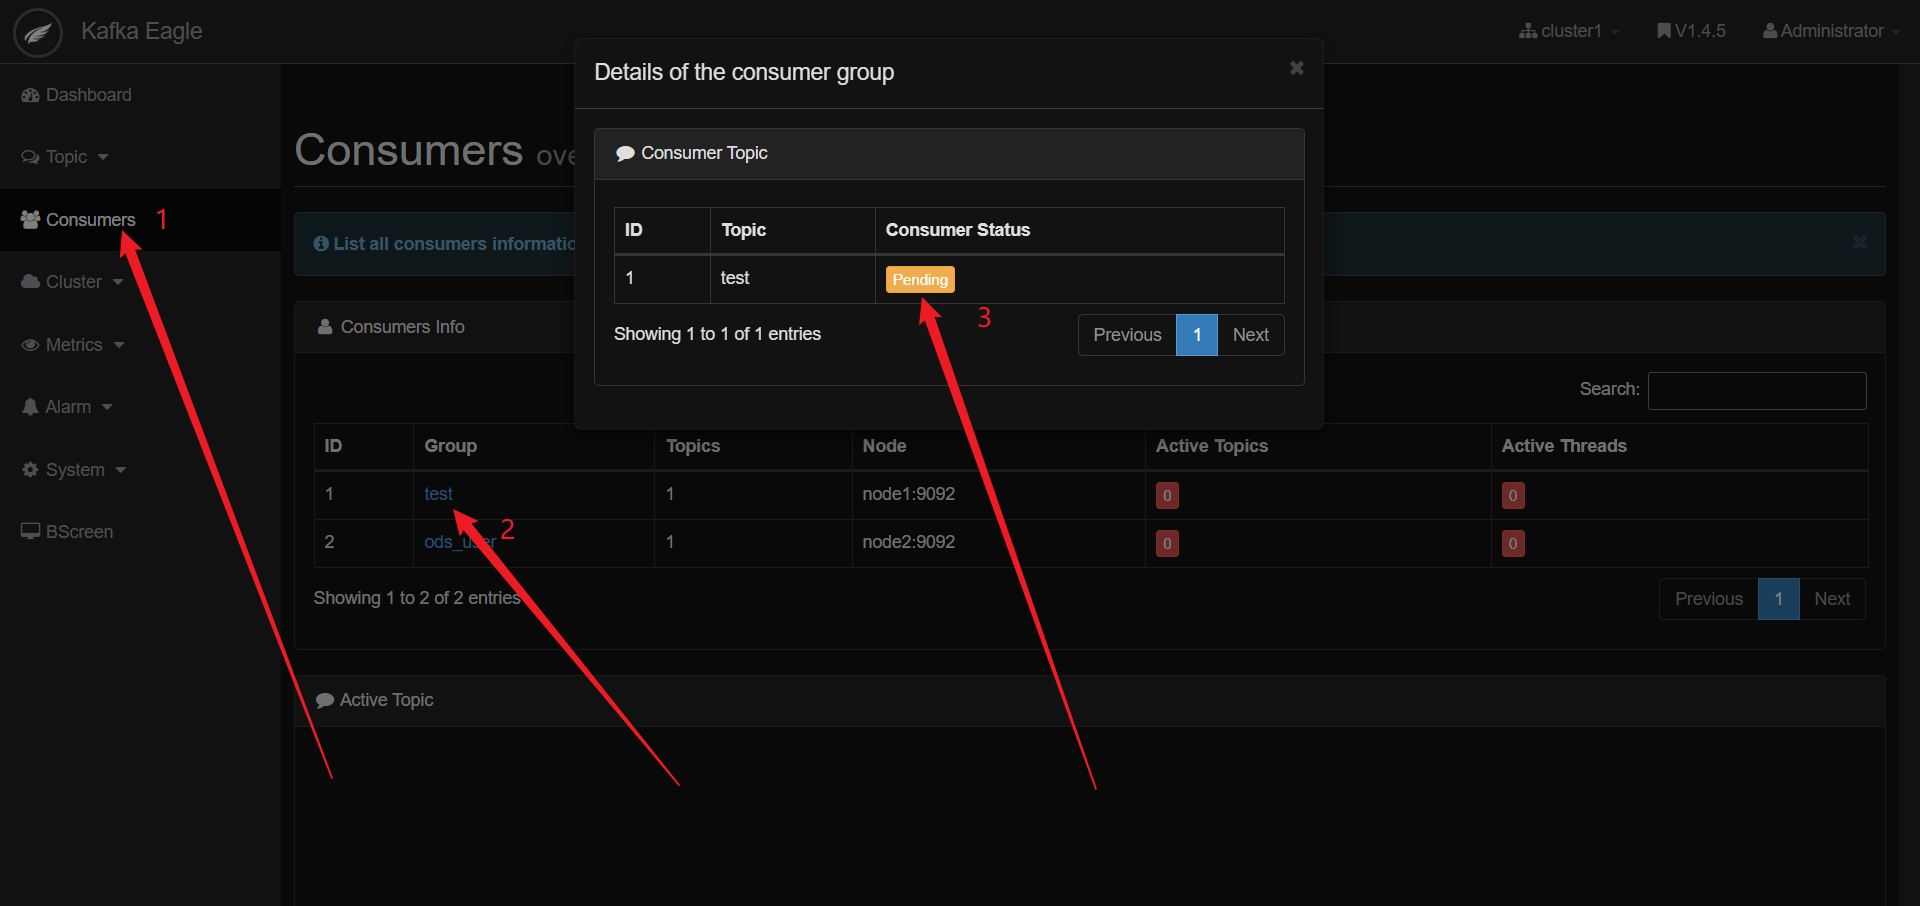 Kafka Eagle
cluster1
V1.4.5
Administrator
Dashboard
Topic
Consumers 1
Cluster
Metrics
Alarm
System
BScreen
Details of the consumer group
Consumer Topic
ID Topic Consumer Status
1 test Pending
3
Showing 1 to 1 of 1 entries
Previous 1 Next
Consumers
List all consumers
Consumers Info
Search:
ID Group Topics Node Active Topics Active Threads
1 test 1 node1:9092 0 0
2
2 ods_user 1 node2:9092 0 0
Showing 1 to 2 of 2 entries
Previous 1 Next
Active Topic